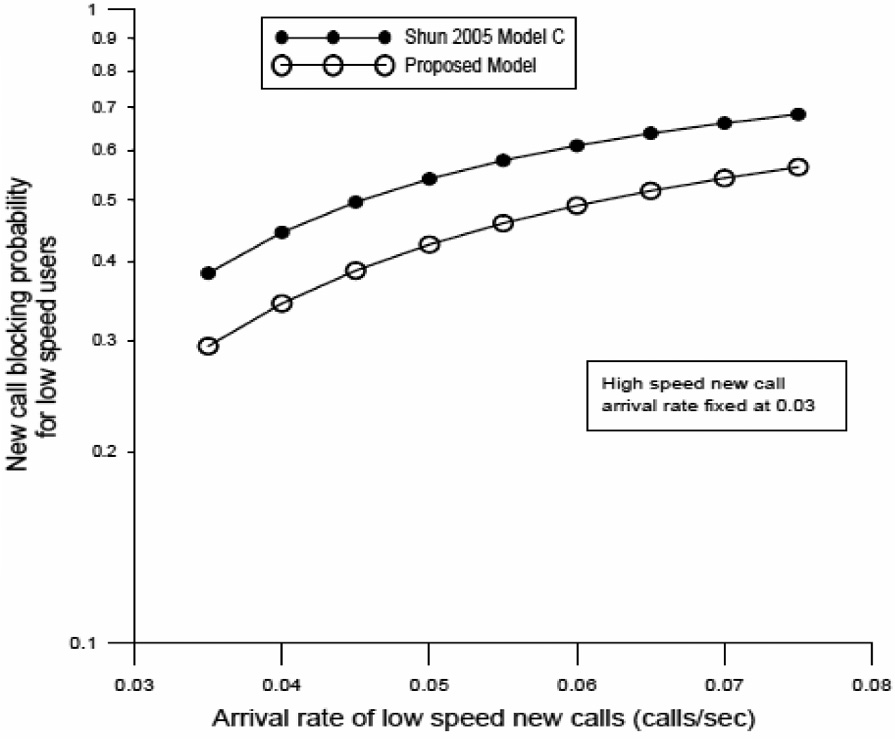 1
0.9
0.8
0.7
0.6
0.5
0.4
0.3
0.2
0.1
New call blocking probability
for low speed users
Shun 2005 Model C
Proposed Model
High speed new call
arrival rate fixed at 0.03
0.03 0.04 0.05 0.06 0.07 0.08
Arrival rate of low speed new calls (calls/sec)